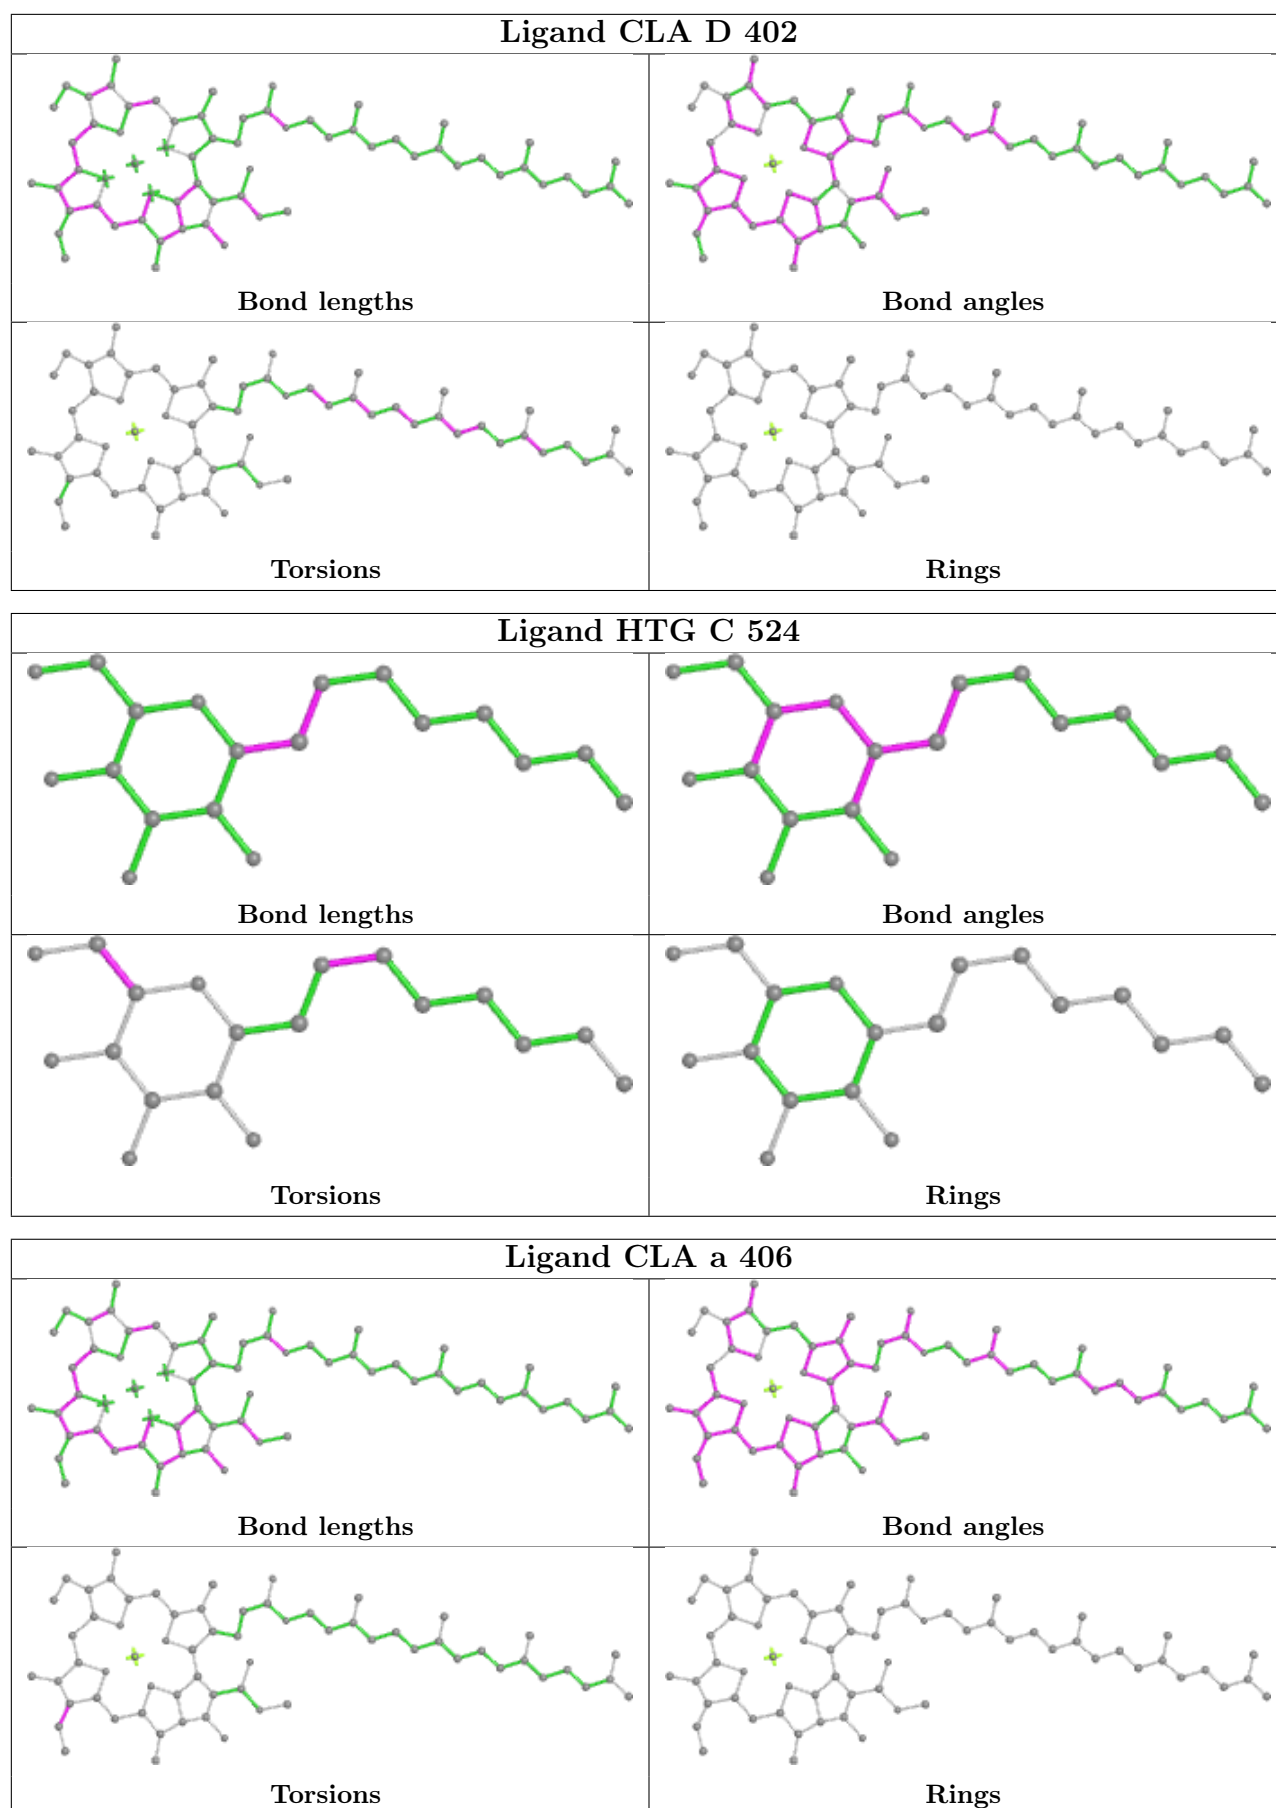 Ligand CLA D 402
Bond lengths
Bond angles
Torsions
Rings
Ligand HTG C 524
Bond lengths
Bond angles
Torsions
Rings
Ligand CLA a 406
Bond lengths
Bond angles
Torsions
Rings